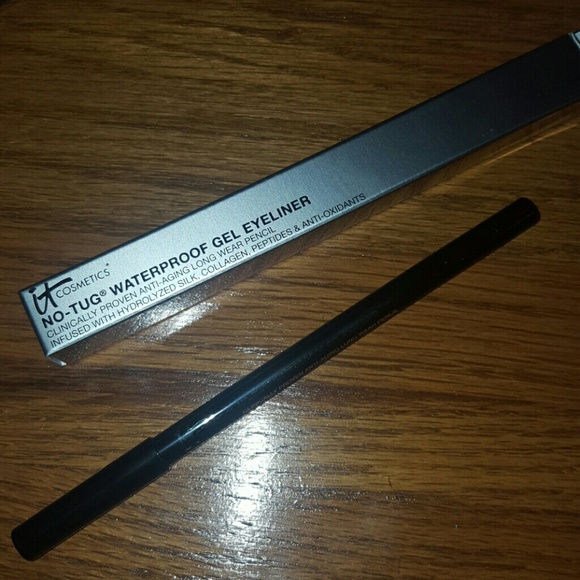 it COSMETICS™
NO-TUG® WATERPROOF GEL EYELINER
CLINICALLY PROVEN ANTI-AGING LONG WEAR PENCIL
INFUSED WITH HYDROLYZED SILK, COLLAGEN, PEPTIDES & ANTI-OXIDANTS